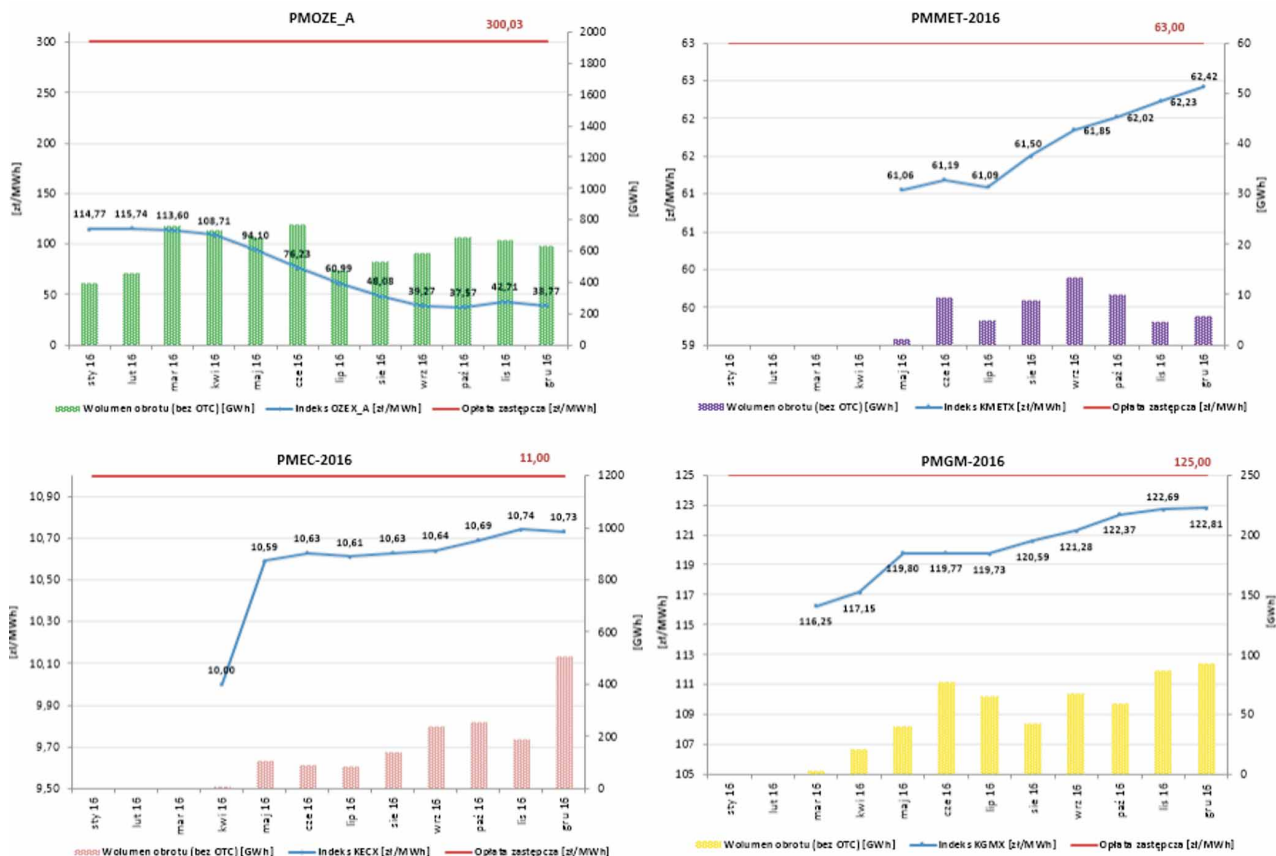 PMOZE_A
300,03
[zł/MWh]
300
250
200
150
100
50
0
2000
1800
1600
1400
1200
1000
800
600
400
200
0
[GWh]
114,77 115,74 113,60 108,71 94,10 76,23 60,99 48,08 39,27 37,57 42,71 38,77
sty 16 lut 16 mar 16 kwi 16 maj 16 cze 16 lip 16 sie 16 wrz 16 paź 16 lis 16 gru 16
Wolumen obrotu (bez OTC) [GWh] Indeks OZEX_A [zł/MWh] Opłata zastępcza [zł/MWh]
PMMET-2016
63,00
[zł/MWh]
63
63
62
62
61
61
60
60
59
60
50
40
30
20
10
0
[GWh]
61,06 61,19 61,09 61,50 61,85 62,02 62,23 62,42
sty 16 lut 16 mar 16 kwi 16 maj 16 cze 16 lip 16 sie 16 wrz 16 paź 16 lis 16 gru 16
Wolumen obrotu (bez OTC) [GWh] Indeks KMETX [zł/MWh] Opłata zastępcza [zł/MWh]
PMEC-2016
11,00
[zł/MWh]
10,90
10,70
10,50
10,30
10,10
9,90
9,70
9,50
1200
1000
800
600
400
200
0
[GWh]
10,00 10,59 10,63 10,61 10,63 10,64 10,69 10,74 10,73
sty 16 lut 16 mar 16 kwi 16 maj 16 cze 16 lip 16 sie 16 wrz 16 paź 16 lis 16 gru 16
Wolumen obrotu (bez OTC) [GWh] Indeks KECX [zł/MWh] Opłata zastępcza [zł/MWh]
PMGM-2016
125,00
[zł/MWh]
125
123
121
119
117
115
113
111
109
107
105
250
200
150
100
50
0
[GWh]
116,25 117,15 119,80 119,77 119,73 120,59 121,28 122,37 122,69 122,81
sty 16 lut 16 mar 16 kwi 16 maj 16 cze 16 lip 16 sie 16 wrz 16 paź 16 lis 16 gru 16
Wolumen obrotu (bez OTC) [GWh] Indeks KGMX [zł/MWh] Opłata zastępcza [zł/MWh]